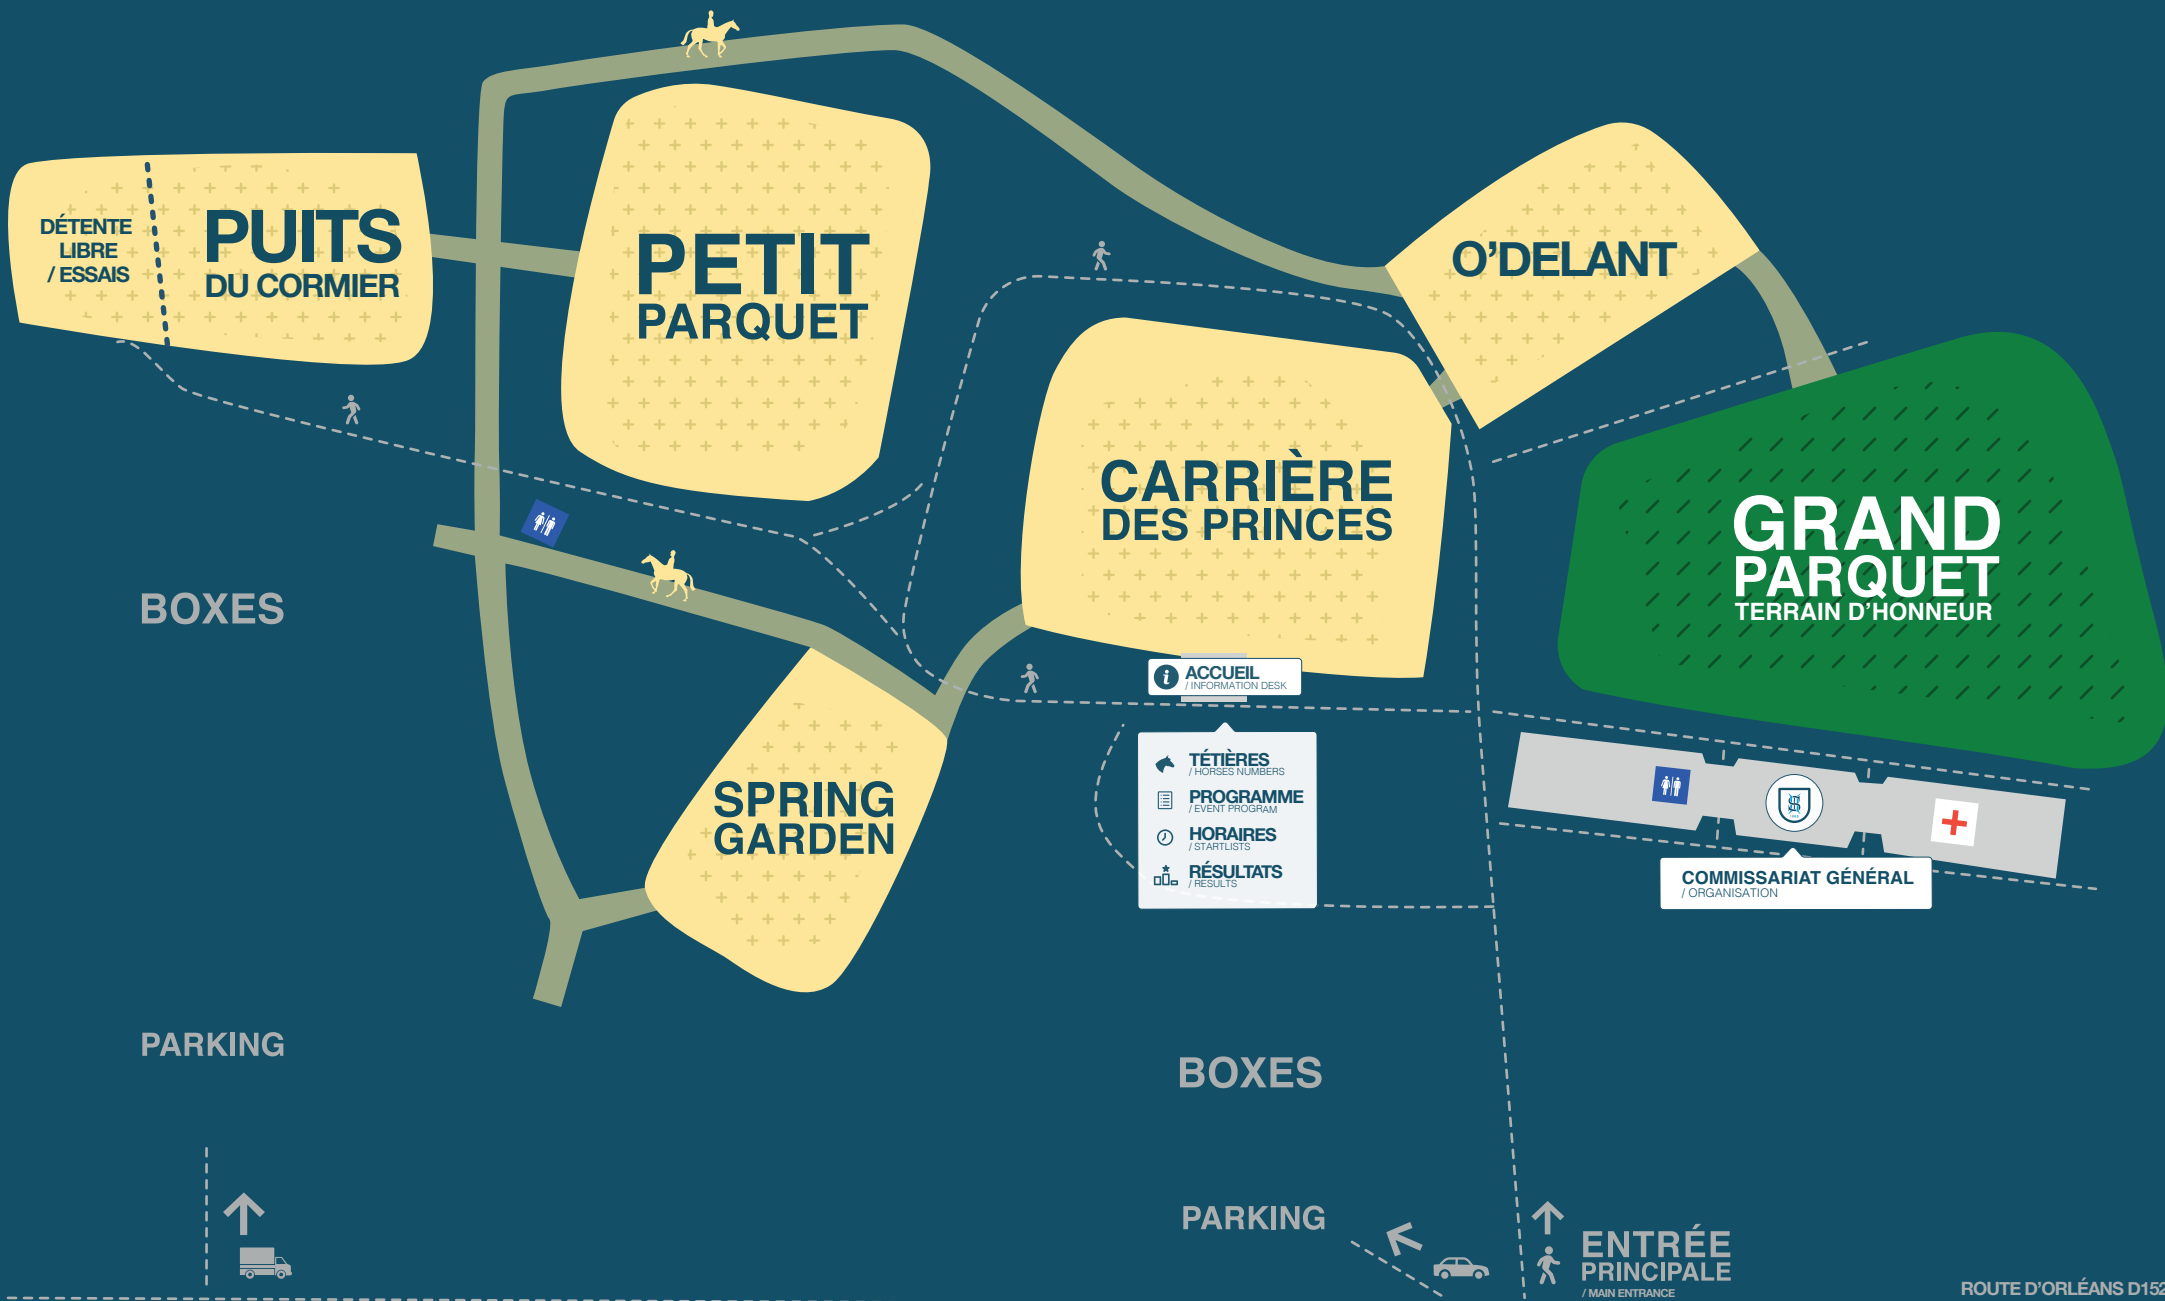 DÉTENTE
LIBRE
/ ESSAIS
PUITS
DU CORMIER
PETIT
PARQUET
O'DELANT
CARRIÈRE
DES PRINCES
GRAND
PARQUET
TERRAIN D'HONNEUR
BOXES
ACCUEIL
/ INFORMATION DESK
TÉTIÈRES
/ HORSES NUMBERS
PROGRAMME
/ EVENT PROGRAM
HORAIRES
/ STARTLISTS
RÉSULTATS
/ RESULTS
SPRING
GARDEN
COMMISSARIAT GÉNÉRAL
/ ORGANISATION
PARKING
BOXES
PARKING
ENTRÉE
PRINCIPALE
/ MAIN ENTRANCE
ROUTE D'ORLÉANS D152